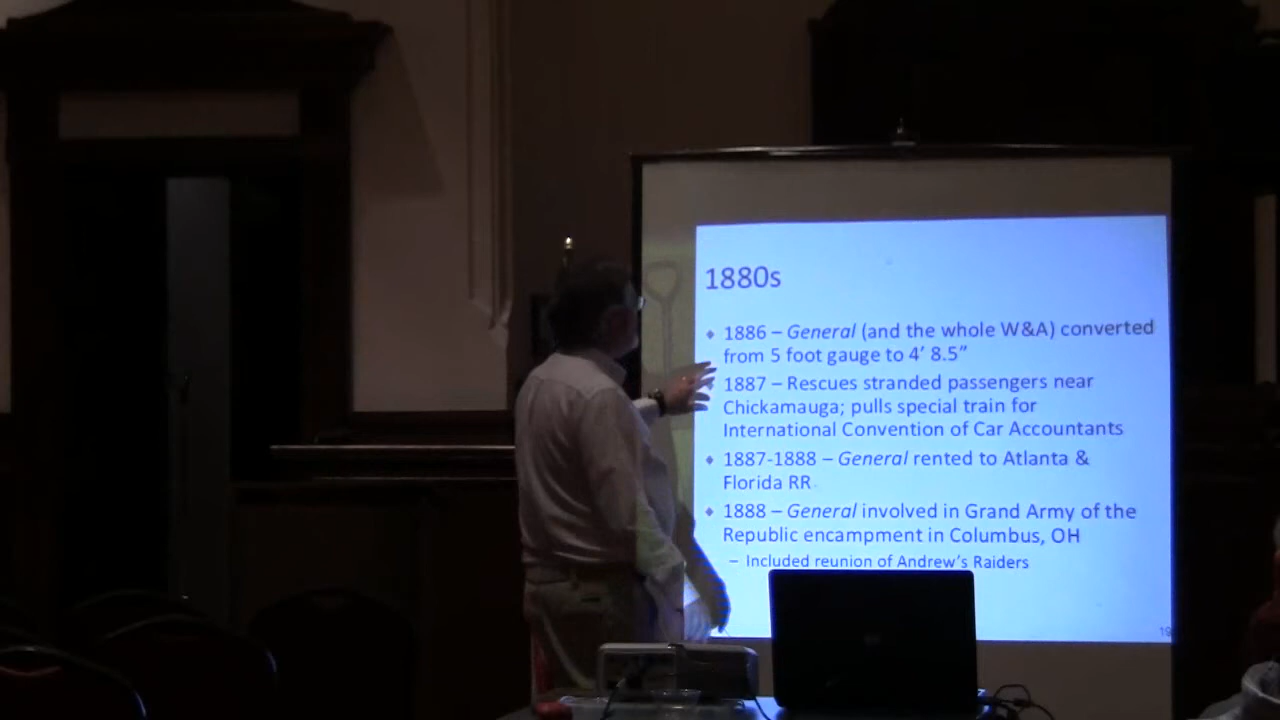 1880s
1886 – General (and the whole W&A) converted
from 5 foot gauge to 4’ 8.5”
1887 – Rescues stranded passengers near
Chickamauga; pulls special train for
International Convention of Car Accountants
1887-1888 – General rented to Atlanta &
Florida RR
1888 – General involved in Grand Army of the
Republic encampment in Columbus, OH
– Included reunion of Andrew’s Raiders
19